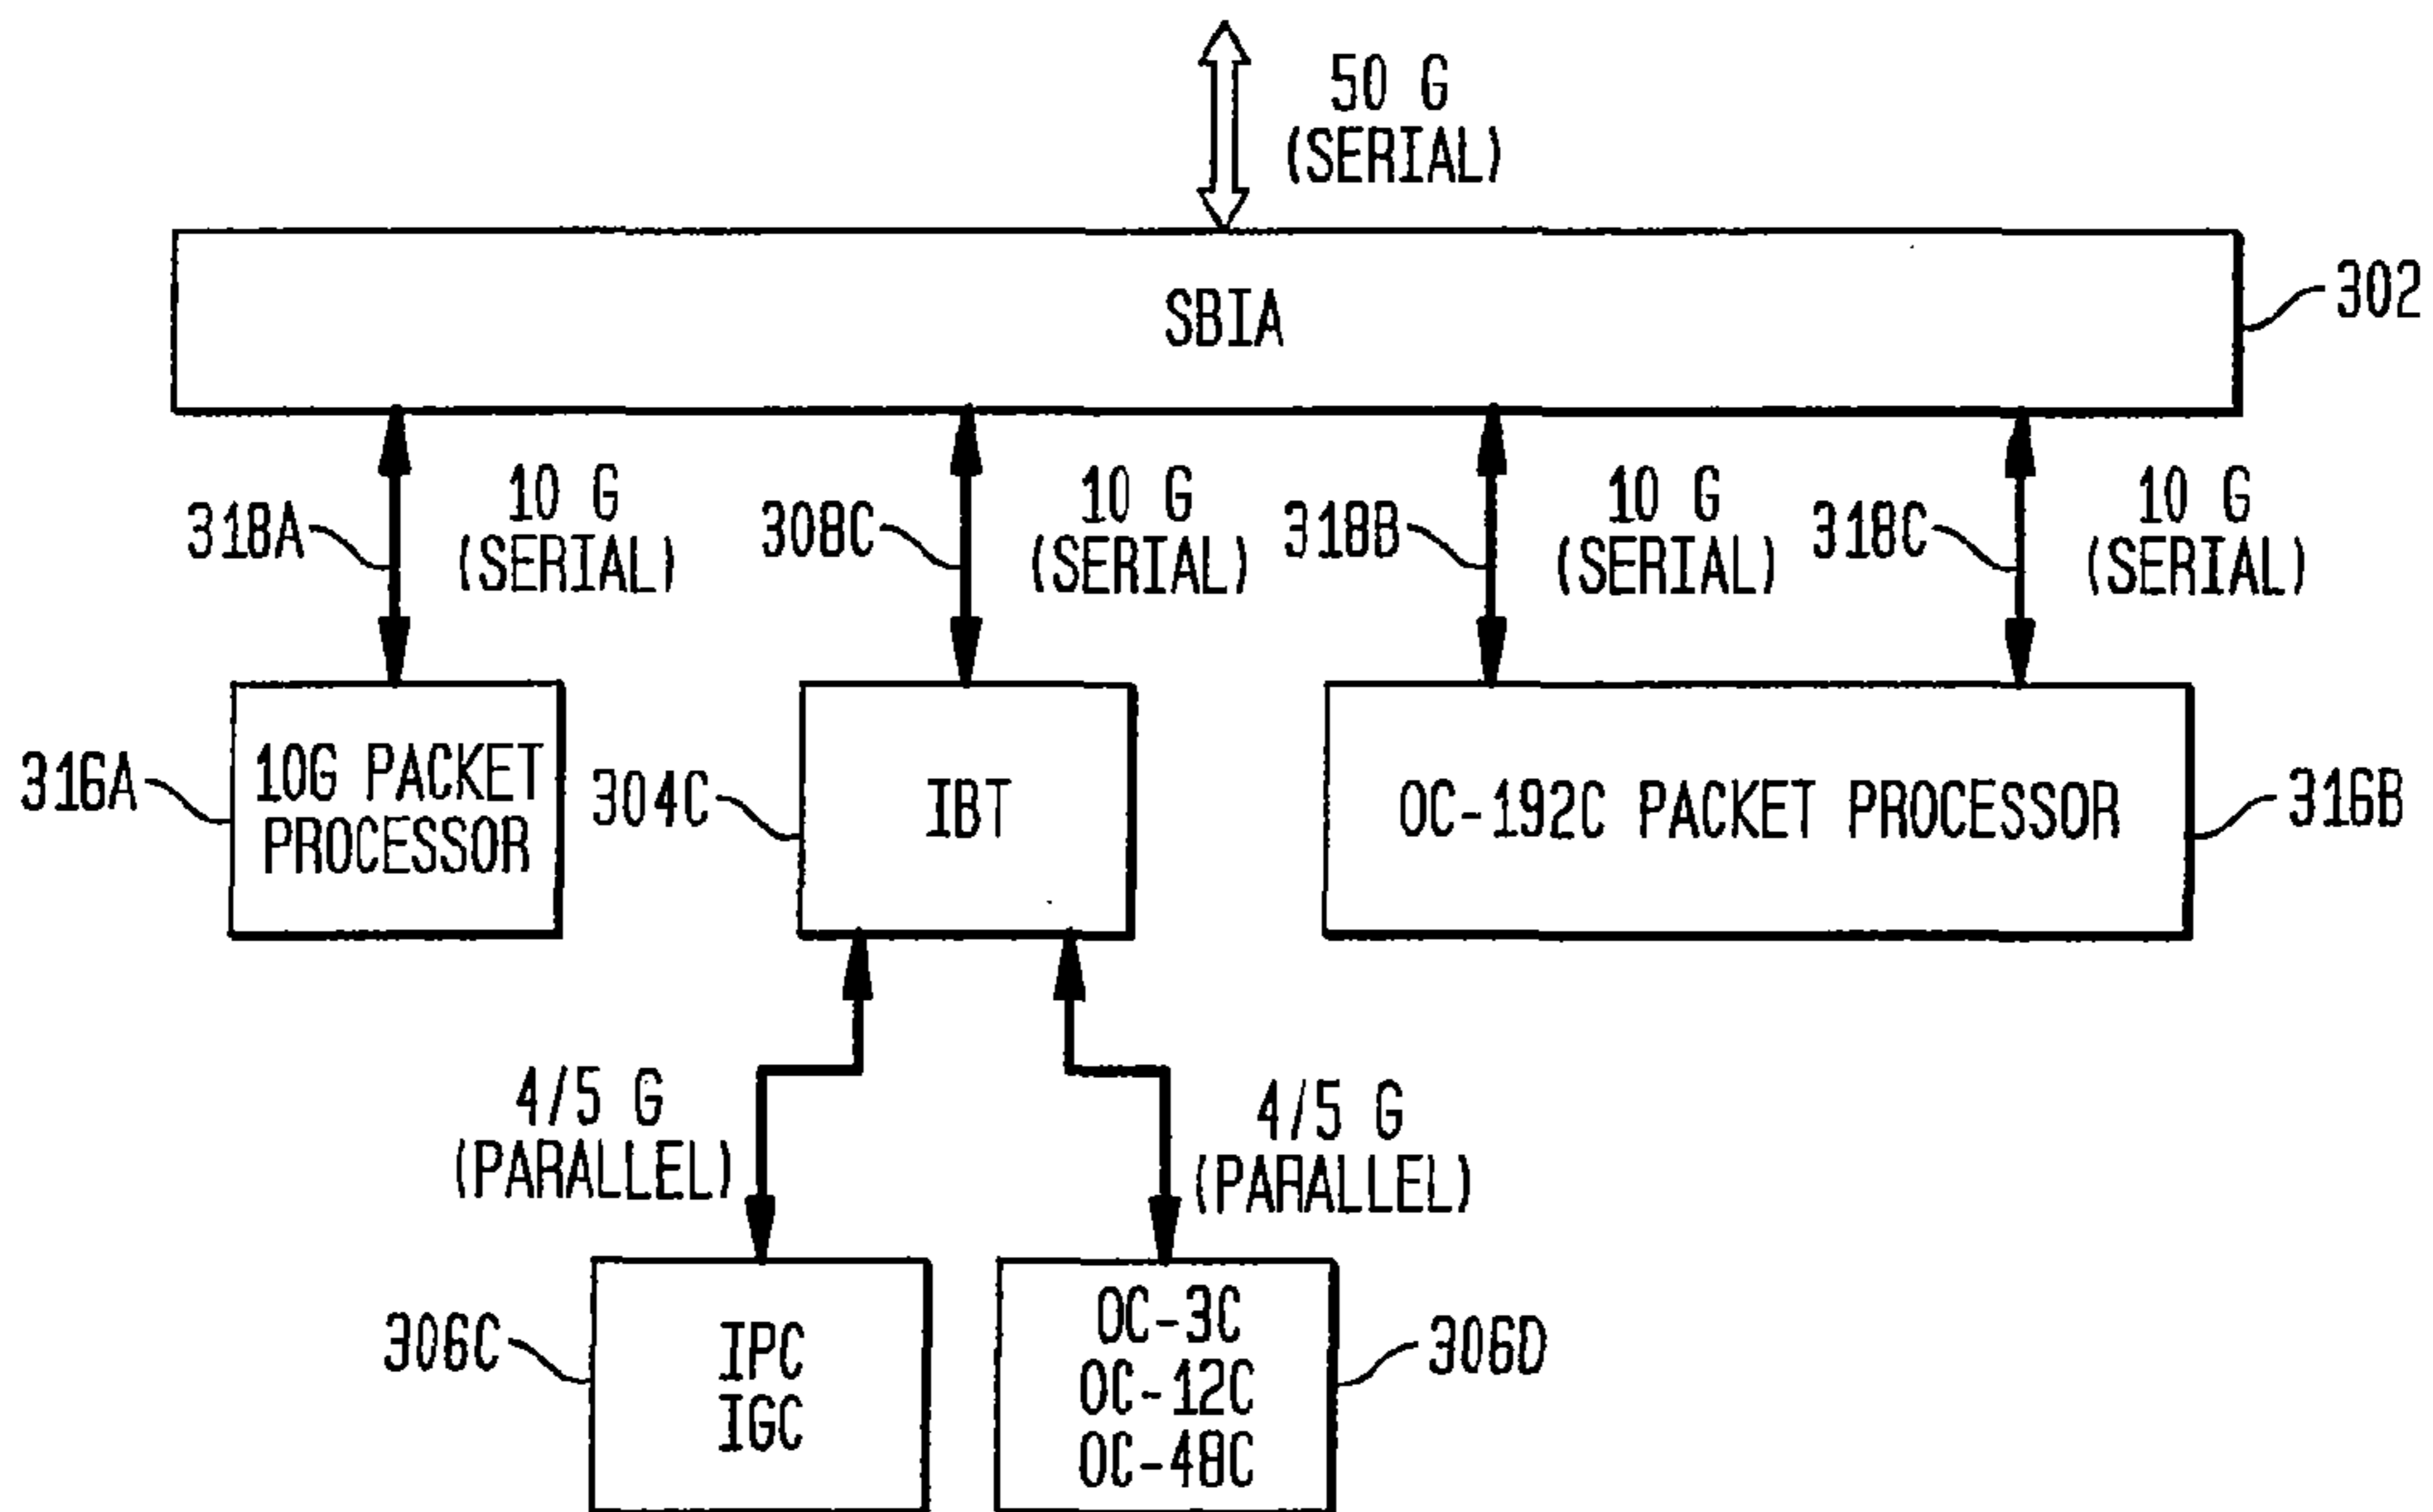 50 G
(SERIAL)
SBIA
302
318A
10 G
(SERIAL)
308C
10 G
(SERIAL)
318B
10 G
(SERIAL)
318C
10 G
(SERIAL)
316A
10G PACKET
PROCESSOR
304C
IBT
OC-192C PACKET PROCESSOR
316B
4/5 G
(PARALLEL)
4/5 G
(PARALLEL)
306C
IPC
IGC
OC-3C
OC-12C
OC-48C
306D